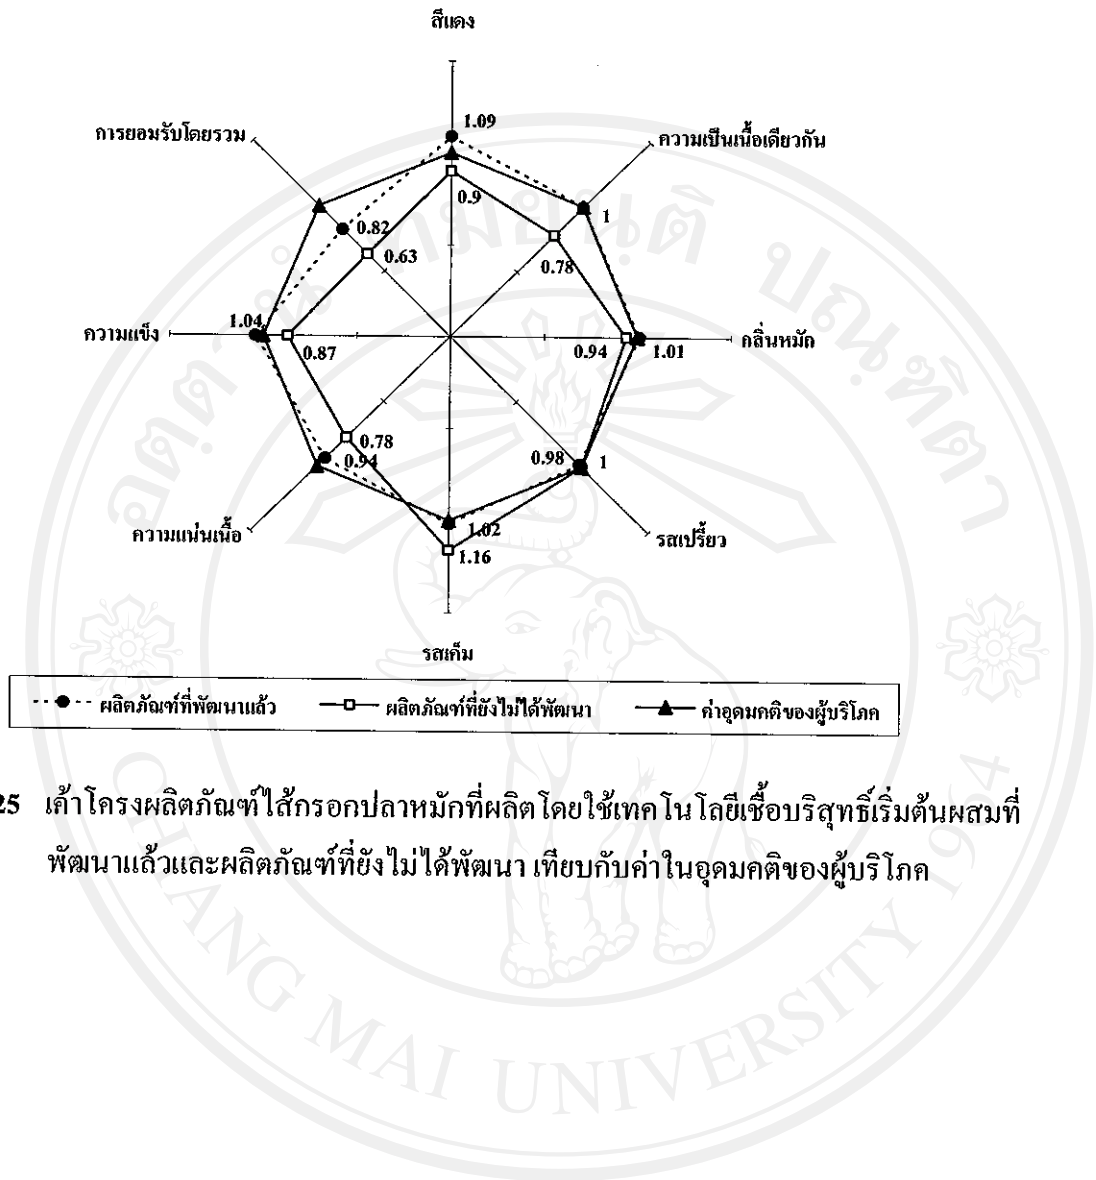 สีแดง
1.09
การยอมรับโดยรวม
ความเป็นเนื้อเดียวกัน
0.9
1
0.82
0.63
0.78
ความแข็ง
1.04
0.87
0.94
1.01
กลิ่นหมัก
0.78
0.94
0.98
1
ความแน่นเนื้อ
1.02
1.16
รสเปรี้ยว
รสเค็ม
ผลิตภัณฑ์ที่พัฒนาแล้ว ผลิตภัณฑ์ที่ยังไม่ได้พัฒนา ค่าอุดมคติของผู้บริโภค
25 เค้าโครงผลิตภัณฑ์ไส้กรอกปลาหมักที่ผลิตโดยใช้เทคโนโลยีเชื้อบริสุทธิ์เริ่มต้นผสมที่
พัฒนาแล้วและผลิตภัณฑ์ที่ยังไม่ได้พัฒนา เทียบกับค่าในอุดมคติของผู้บริโภค
CHIANG MAI UNIVERSITY 1964